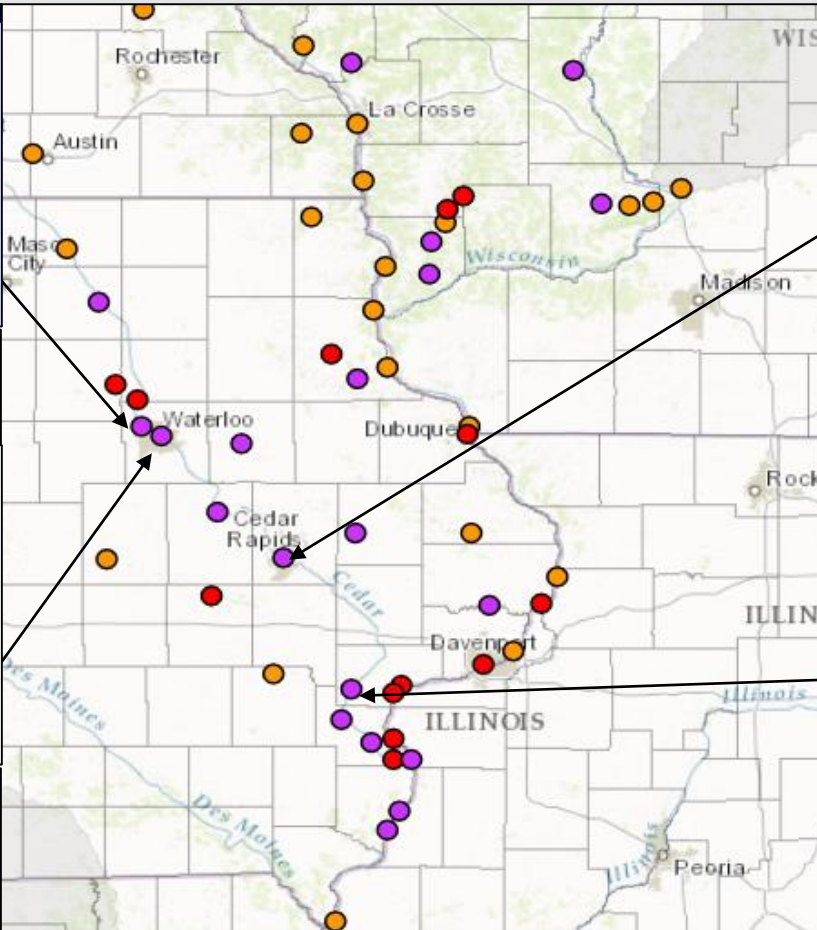 WIS
Rochester
La Crosse
Austin
Mason
City
Wisconsin
Madison
Waterloo
Dubuque
Rock
Cedar
Rapids
Cedar
ILLIN
Davenport
Des Moines
Illinois
ILLINOIS
Des Moines
Illinois
Peoria